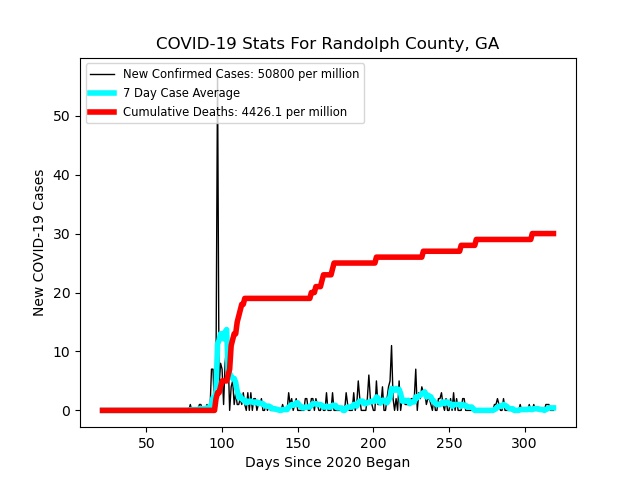 COVID-19 Stats For Randolph County, GA
New Confirmed Cases: 50800 per million
7 Day Case Average
Cumulative Deaths: 4426.1 per million
New COVID-19 Cases
50
40
30
20
10
0
50
100
150
200
250
300
Days Since 2020 Began